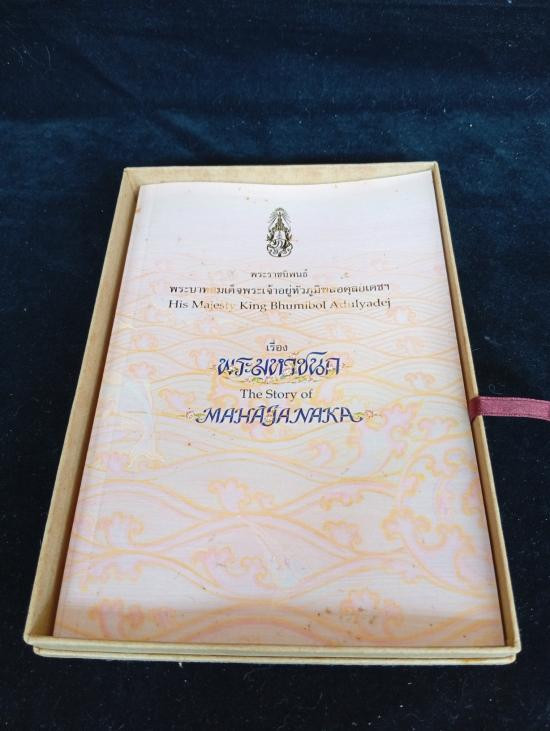 พระราชนิพนธ์
พระบาทสมเด็จพระเจ้าอยู่หัวภูมิพลอดุลยเดชฯ
His Majesty King Bhumibol Adulyadej
เรื่อง
พระมหาชนก
The Story of
MAHAJANAKA